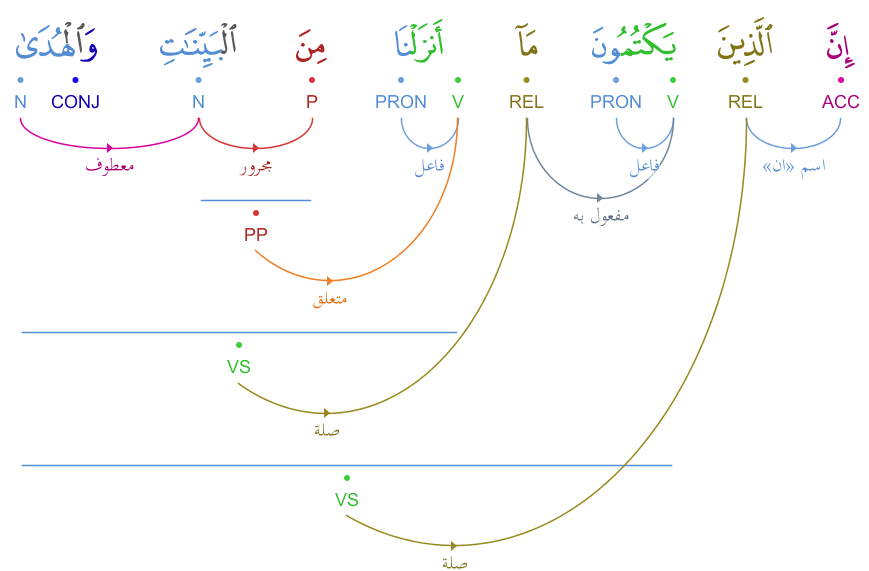 إِنَّ ٱلَّذِينَ يَكْتُمُونَ مَآ أَنزَلْنَا مِنَ ٱلْبَيِّنَٰتِ وَٱلْهُدَىٰ
ACC REL V PRON REL V PRON P N CONJ N
اسم «ان» فاعل فاعل مجرور معطوف
مفعول به
PP
متعلق
VS
صلة
VS
صلة